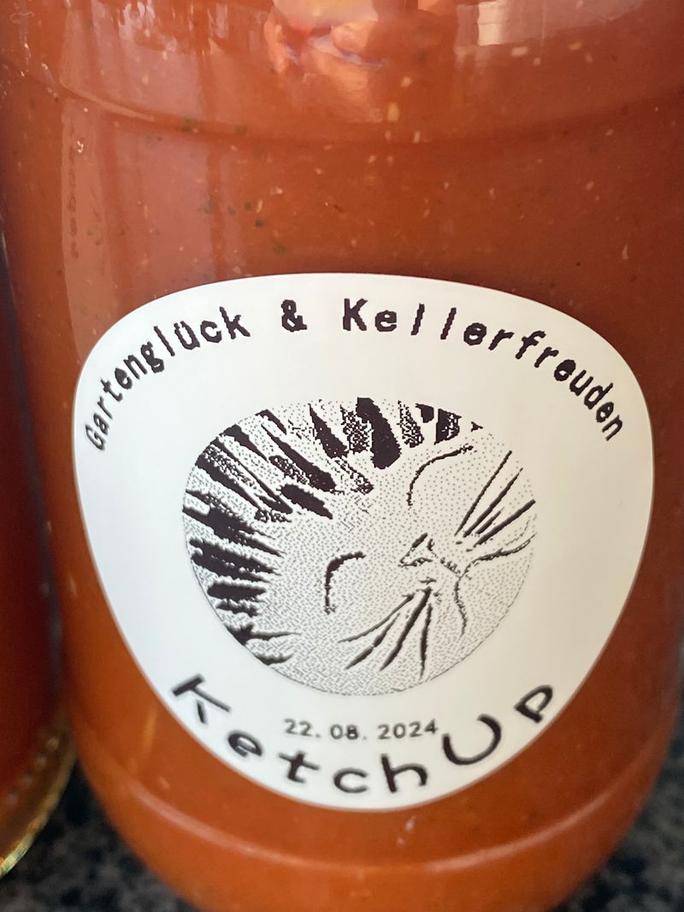 Gartenglück & Kellerfreuden
22. 08. 2024
KetchUp